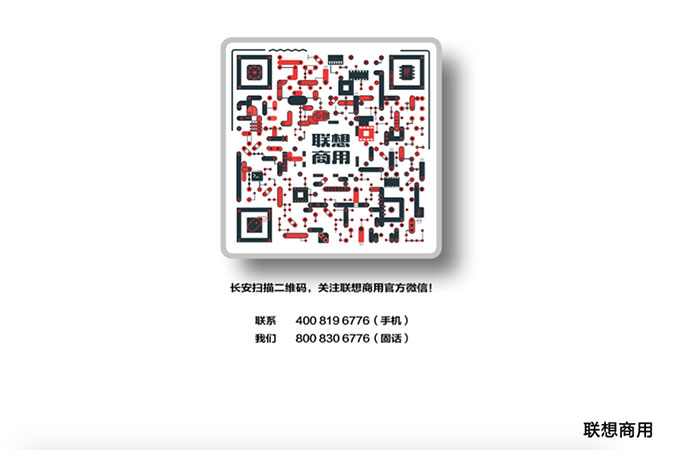 联想
商用
长安扫描二维码，关注联想商用官方微信！
联系 400 819 6776（手机）
我们 800 830 6776（固话）
联想商用